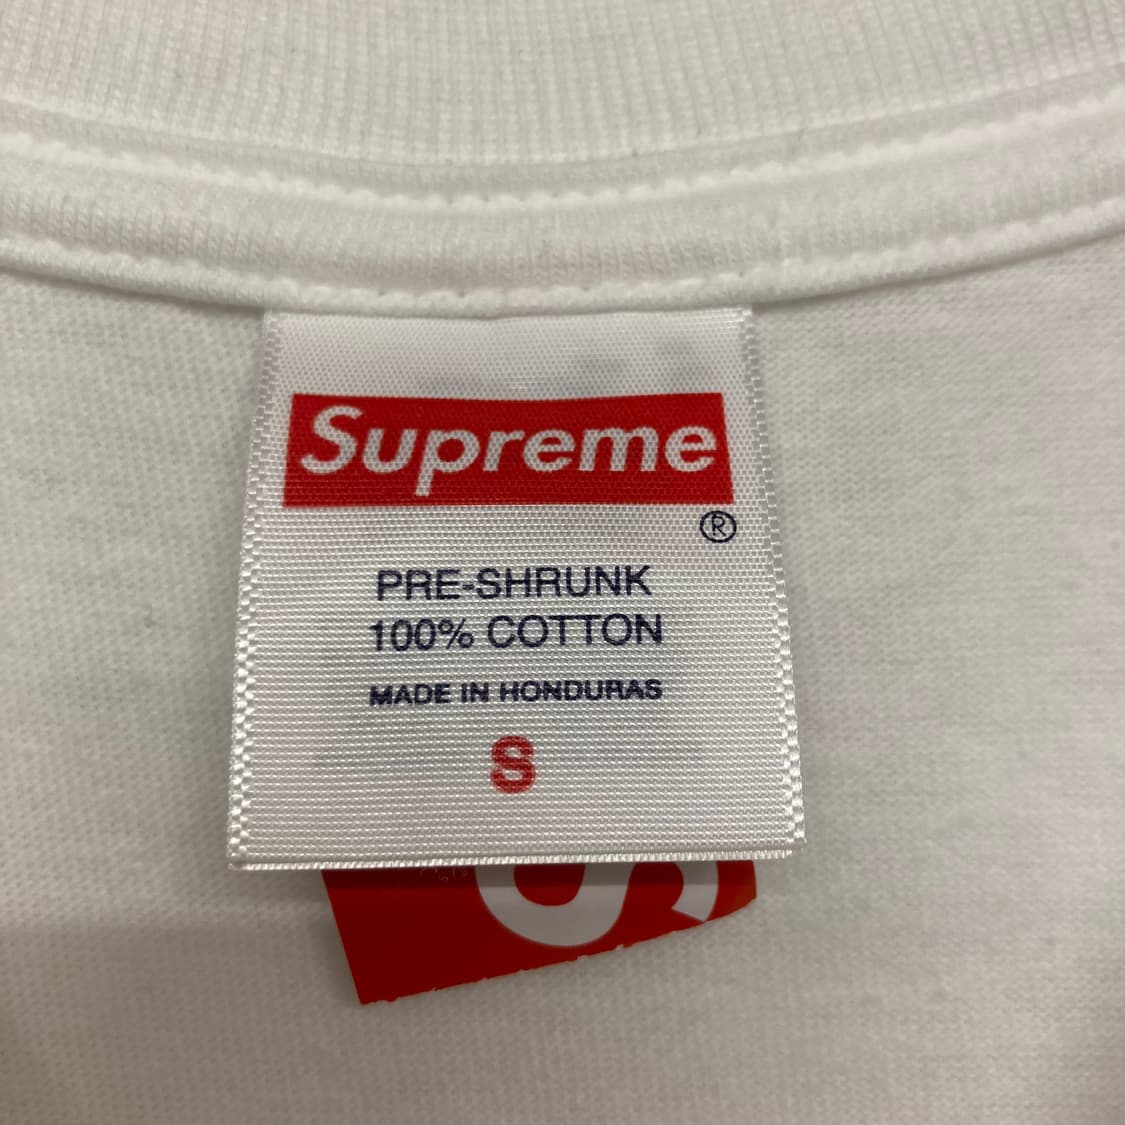 Supreme
®
PRE-SHRUNK
100% COTTON
MADE IN HONDURAS
S